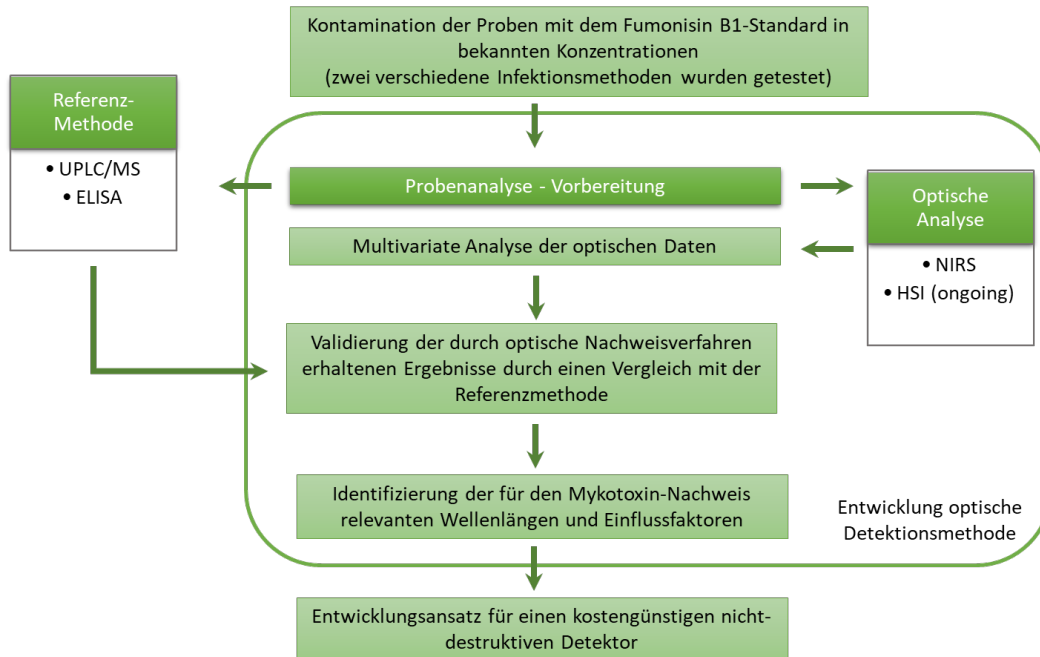 Kontamination der Proben mit dem Fumonisin B1-Standard in
bekannten Konzentrationen
(zwei verschiedene Infektionsmethoden wurden getestet)
Referenz-
Methode
• UPLC/MS
• ELISA
Probenanalyse - Vorbereitung
Optische
Analyse
• NIRS
• HSI (ongoing)
Multivariate Analyse der optischen Daten
Validierung der durch optische Nachweisverfahren
erhaltenen Ergebnisse durch einen Vergleich mit der
Referenzmethode
Identifizierung der für den Mykotoxin-Nachweis
relevanten Wellenlängen und Einflussfaktoren
Entwicklung optische
Detektionsmethode
Entwicklungsansatz für einen kostengünstigen nicht-
destruktiven Detektor